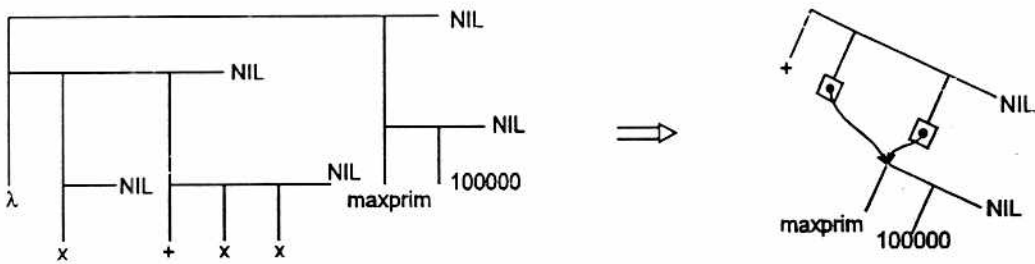 NIL
NIL
+
NIL
NIL
NIL
NIL
λ
maxprim
100000
x
+
x
x
maxprim
100000
NIL